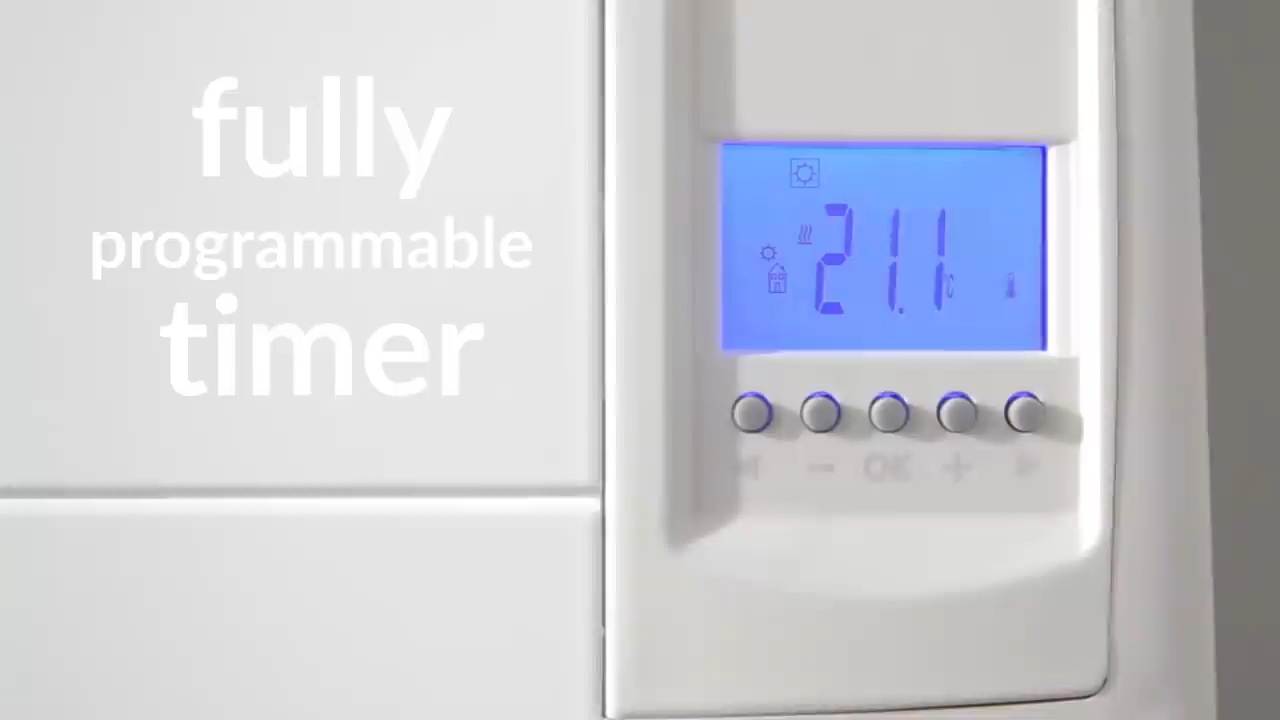 fully
programmable
timer
21.1°C
− OK +